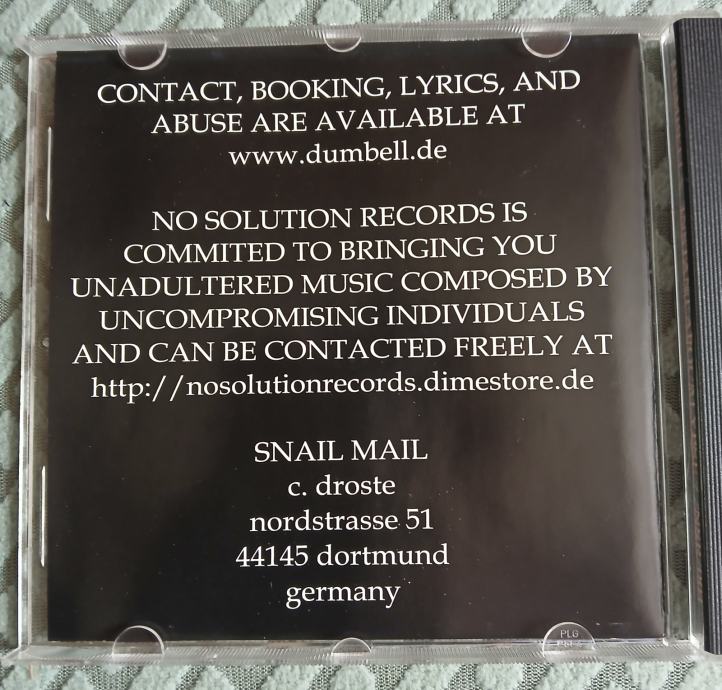 CONTACT, BOOKING, LYRICS, AND
ABUSE ARE AVAILABLE AT
www.dumbell.de
NO SOLUTION RECORDS IS
COMMITED TO BRINGING YOU
UNADULTERED MUSIC COMPOSED BY
UNCOMPROMISING INDIVIDUALS
AND CAN BE CONTACTED FREELY AT
http://nosolutionrecords.dimestore.de
SNAIL MAIL
c. droste
nordstrasse 51
44145 dortmund
germany
PLG